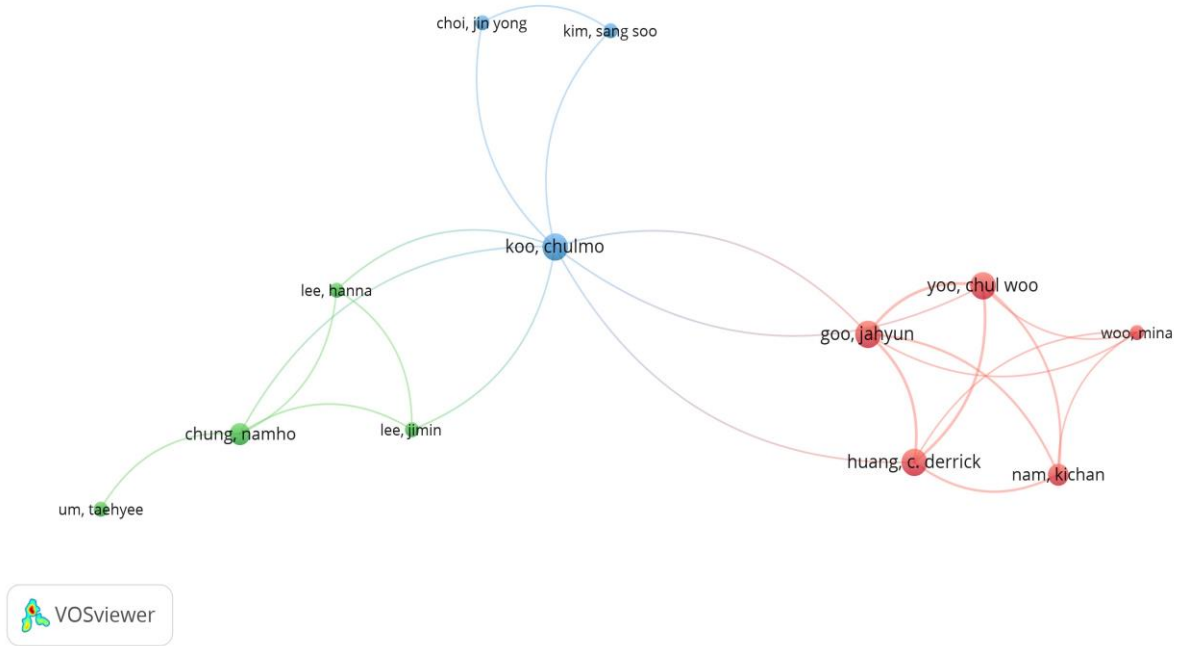 choi, jin yong
kim, sang soo
koo, chulmo
lee, hanna
yoo, chul woo
goo, jahyun
woo, mina
chung, namho
lee, jimin
huang, c. derrick
nam, kichan
um, taehyee
VOSviewer